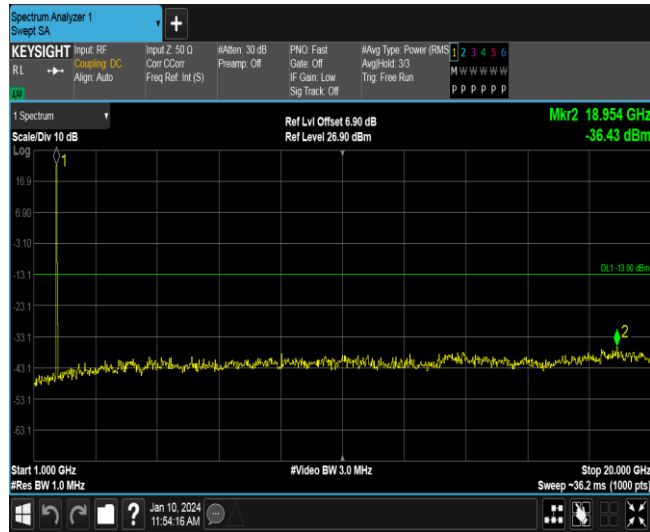 Spectrum Analyzer 1
Swept SA
KEYSIGHT
RL
LXI
Input: RF
Coupling: DC
Align: Auto
Input Z: 50 Ω
Corr CCorr
Freq Ref: Int (S)
#Atten: 30 dB
Preamp: Off
PNO: Fast
Gate: Off
IF Gain: Low
Sig Track: Off
#Avg Type: Power (RMS
Avg|Hold: 3/3
Trig: Free Run
1 2 3 4 5 6
M W W W W W
P P P P P P
1 Spectrum
Scale/Div 10 dB
Log
Ref Lvl Offset 6.90 dB
Ref Level 26.90 dBm
Mkr2 18.954 GHz
-36.43 dBm
1
16.9
6.90
-3.10
-13.1
DL1 -13.00 dBm
-23.1
-33.1
2
-43.1
-53.1
-63.1
Start 1.000 GHz
#Video BW 3.0 MHz
Stop 20.000 GHz
#Res BW 1.0 MHz
Sweep ~36.2 ms (1000 pts)
?
Jan 10, 2024
11:54:16 AM